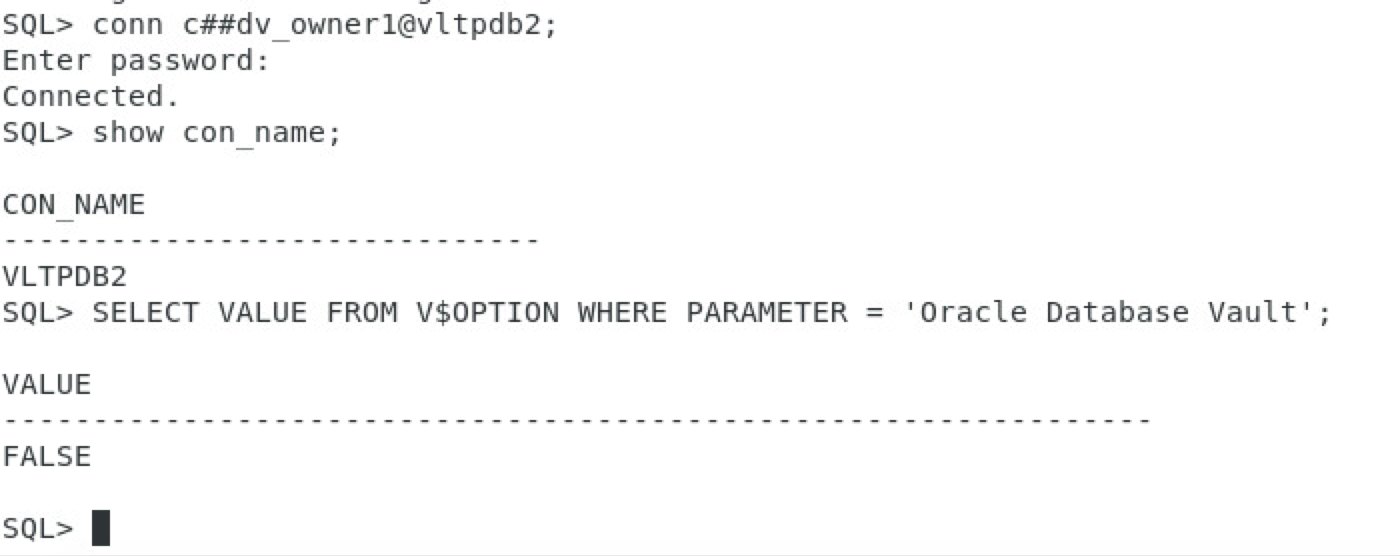 SQL> conn c##dv_owner1@vltpdb2;
Enter password:
Connected.
SQL> show con_name;
CON_NAME
------------------------------
VLTPDB2
SQL> SELECT VALUE FROM V$OPTION WHERE PARAMETER = 'Oracle Database Vault';
VALUE
----------------------------------------------------------------
FALSE
SQL>